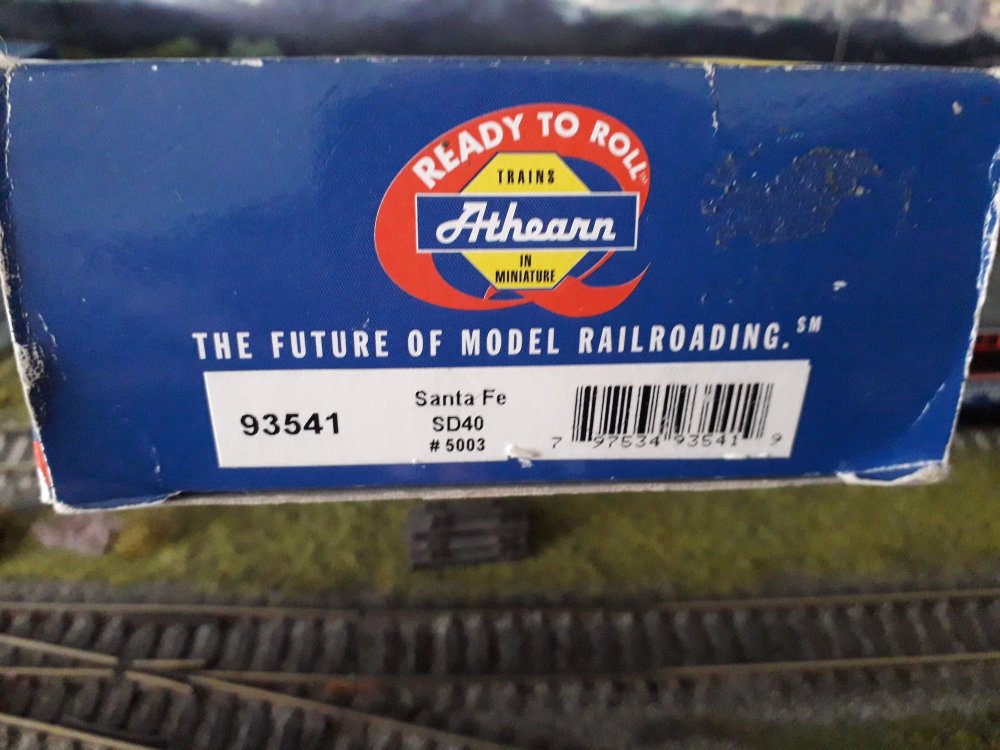 READY TO ROLL™
TRAINS
Athearn
IN
MINIATURE
THE FUTURE OF MODEL RAILROADING.℠
93541
Santa Fe
SD40
# 5003
7 97534 93541 9